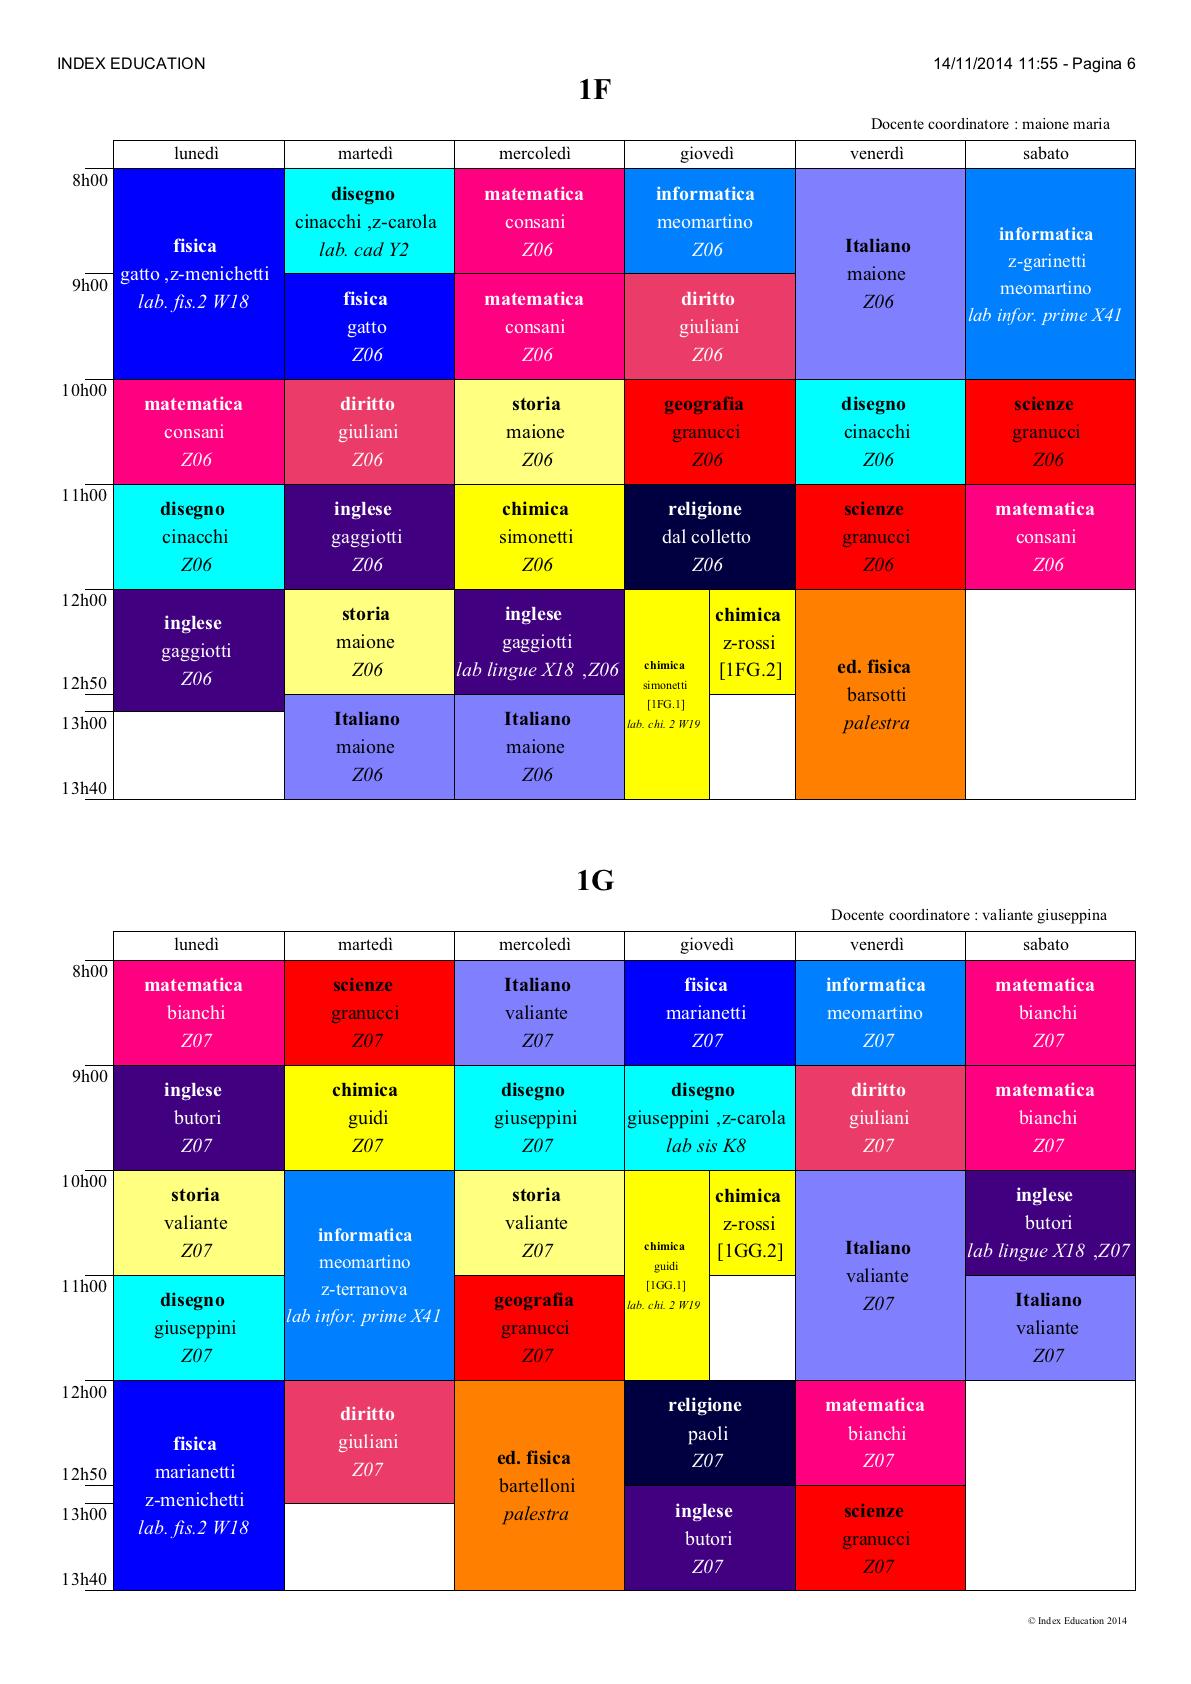 INDEX EDUCATION
14/11/2014 11:55 - Pagina 6
1F
Docente coordinatore : maione maria
lunedì martedì mercoledì giovedì venerdì sabato
8h00
fisica
gatto ,z-menichetti
lab. fis.2 W18
disegno
cinacchi ,z-carola
lab. cad Y2
matematica
consani
Z06
informatica
meomartino
Z06
Italiano
maione
Z06
informatica
z-garinetti
meomartino
lab infor. prime X41
9h00
fisica
gatto
Z06
matematica
consani
Z06
diritto
giuliani
Z06
10h00
matematica
consani
Z06
diritto
giuliani
Z06
storia
maione
Z06
geografia
granucci
Z06
disegno
cinacchi
Z06
scienze
granucci
Z06
11h00
disegno
cinacchi
Z06
inglese
gaggiotti
Z06
chimica
simonetti
Z06
religione
dal colletto
Z06
scienze
granucci
Z06
matematica
consani
Z06
12h00
inglese
gaggiotti
Z06
storia
maione
Z06
inglese
gaggiotti
lab lingue X18 ,Z06
chimica
simonetti
[1FG.1]
lab. chi. 2 W19
chimica
z-rossi
[1FG.2]
ed. fisica
barsotti
palestra
12h50
13h00
Italiano
maione
Z06
Italiano
maione
Z06
13h40
1G
Docente coordinatore : valiante giuseppina
lunedì martedì mercoledì giovedì venerdì sabato
8h00
matematica
bianchi
Z07
scienze
granucci
Z07
Italiano
valiante
Z07
fisica
marianetti
Z07
informatica
meomartino
Z07
matematica
bianchi
Z07
9h00
inglese
butori
Z07
chimica
guidi
Z07
disegno
giuseppini
Z07
disegno
giuseppini ,z-carola
lab sis K8
diritto
giuliani
Z07
matematica
bianchi
Z07
10h00
storia
valiante
Z07
informatica
meomartino
z-terranova
lab infor. prime X41
storia
valiante
Z07
chimica
guidi
[1GG.1]
lab. chi. 2 W19
chimica
z-rossi
[1GG.2]
Italiano
valiante
Z07
inglese
butori
lab lingue X18 ,Z07
11h00
disegno
giuseppini
Z07
geografia
granucci
Z07
Italiano
valiante
Z07
12h00
fisica
marianetti
z-menichetti
lab. fis.2 W18
diritto
giuliani
Z07
ed. fisica
bartelloni
palestra
religione
paoli
Z07
matematica
bianchi
Z07
12h50
13h00
inglese
butori
Z07
scienze
granucci
Z07
13h40
© Index Education 2014